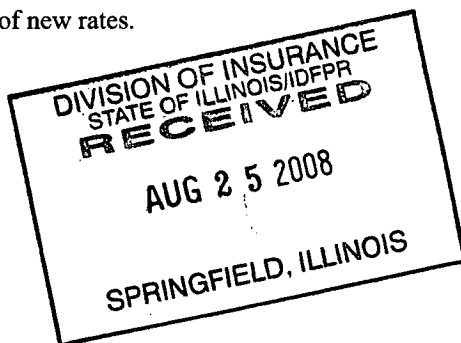 of new rates.
DIVISION OF INSURANCE
STATE OF ILLINOIS/IDFPR
RECEIVED
AUG 25 2008
SPRINGFIELD, ILLINOIS